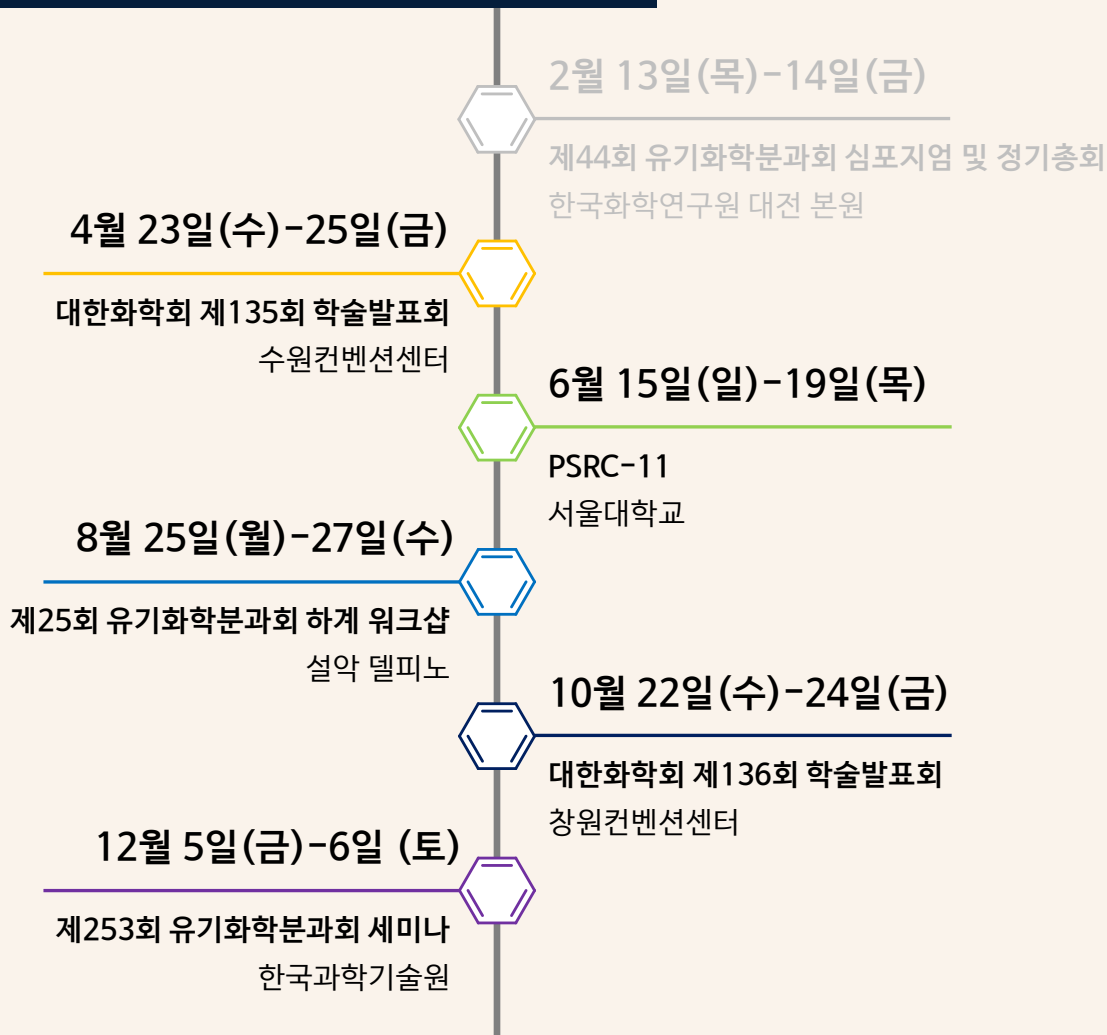 2월 13일(목)-14일(금)
제44회 유기화학분과회 심포지엄 및 정기총회
한국화학연구원 대전 본원
4월 23일(수)-25일(금)
대한화학회 제135회 학술발표회
수원컨벤션센터
6월 15일(일)-19일(목)
PSRC-11
서울대학교
8월 25일(월)-27일(수)
제25회 유기화학분과회 하계 워크샵
설악 델피노
10월 22일(수)-24일(금)
대한화학회 제136회 학술발표회
창원컨벤션센터
12월 5일(금)-6일 (토)
제253회 유기화학분과회 세미나
한국과학기술원